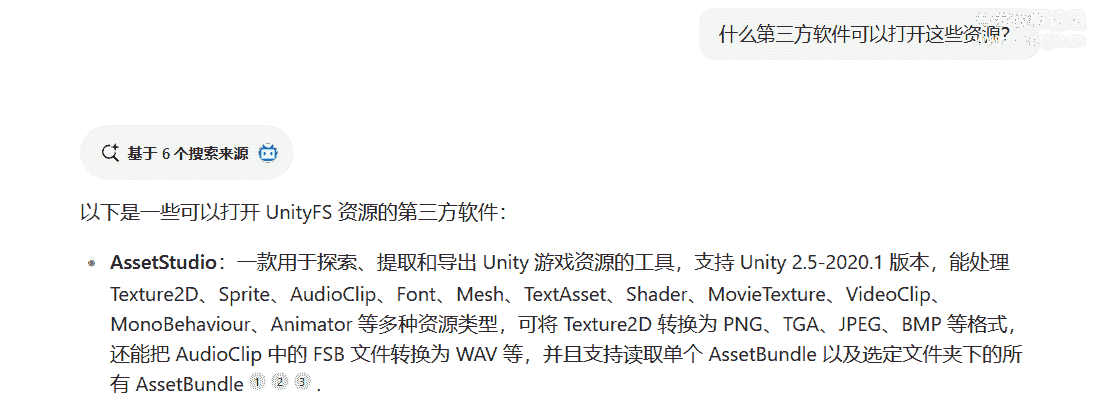 什么第三方软件可以打开这些资源？
基于 6 个搜索来源
以下是一些可以打开 UnityFS 资源的第三方软件：
AssetStudio：一款用于探索、提取和导出 Unity 游戏资源的工具，支持 Unity 2.5-2020.1 版本，能处理
Texture2D、Sprite、AudioClip、Font、Mesh、TextAsset、Shader、MovieTexture、VideoClip、
MonoBehaviour、Animator 等多种资源类型，可将 Texture2D 转换为 PNG、TGA、JPEG、BMP 等格式，
还能把 AudioClip 中的 FSB 文件转换为 WAV 等，并且支持读取单个 AssetBundle 以及选定文件夹下的所
有 AssetBundle 1 2 3 .